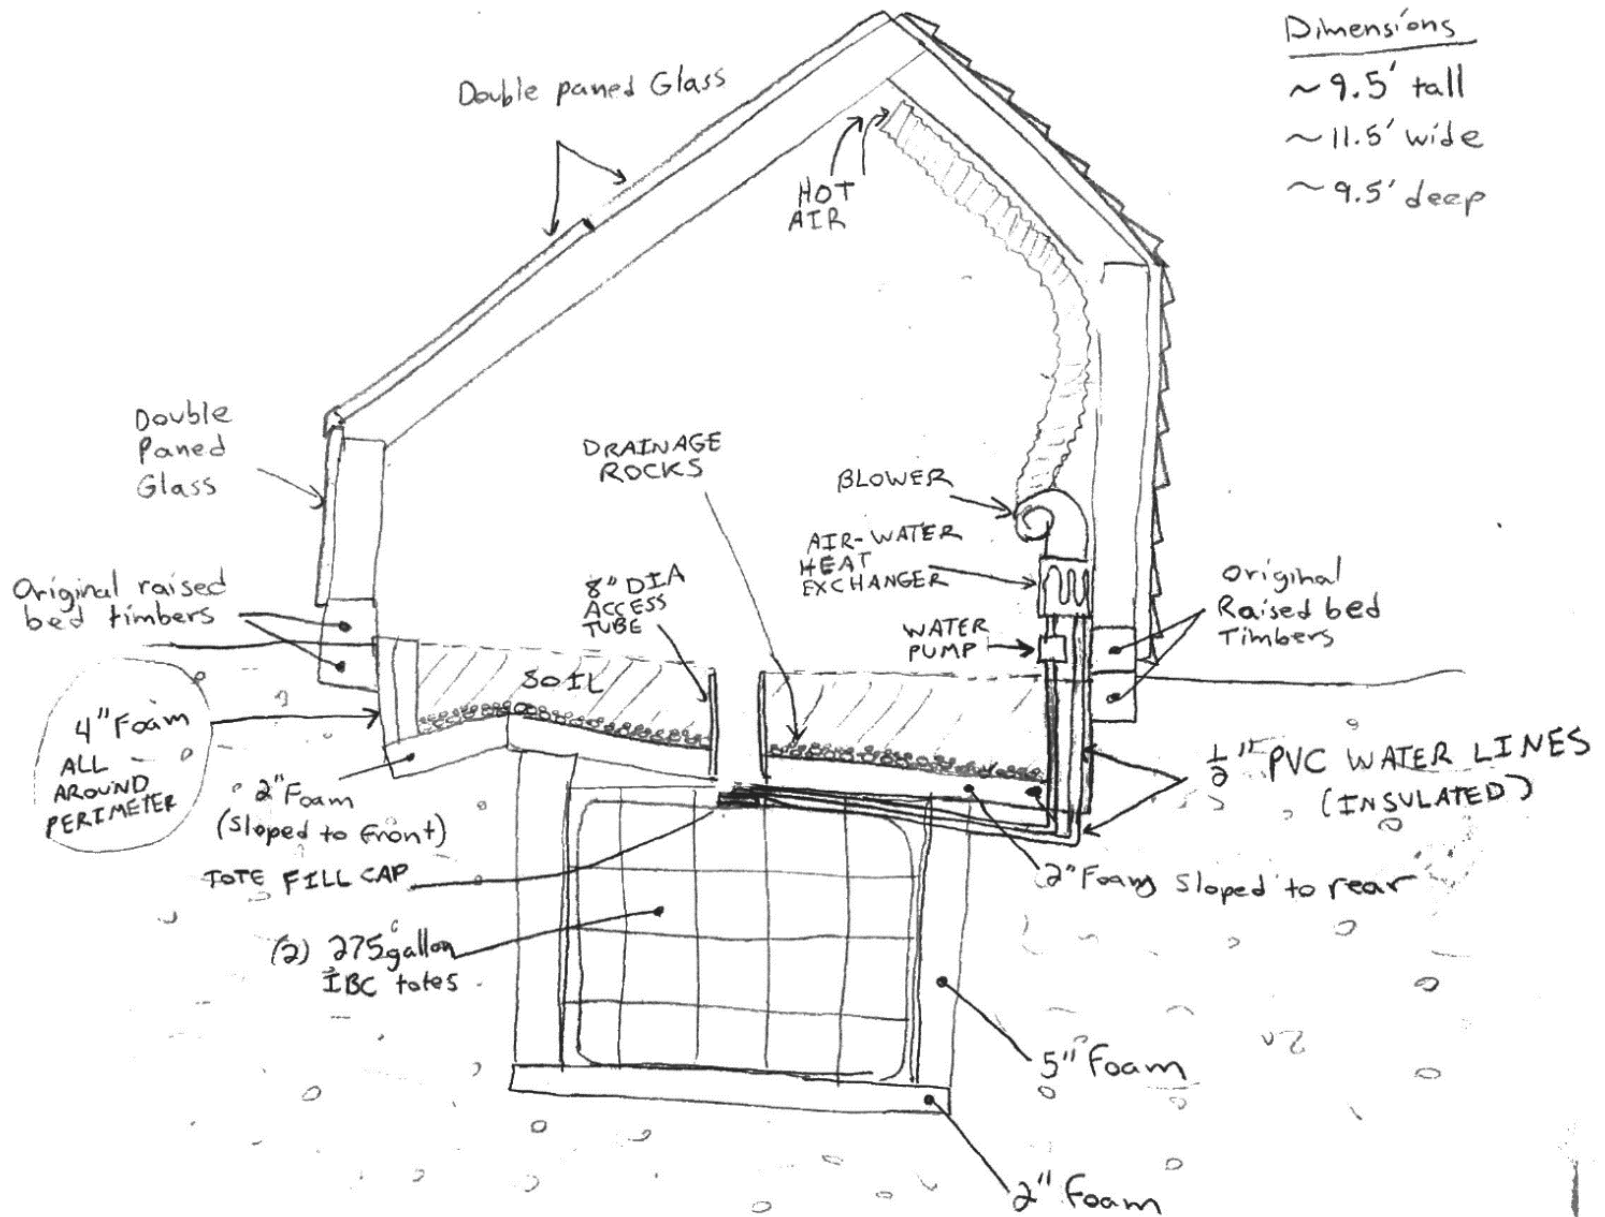 Dimensions
~9.5' tall
~11.5' wide
~9.5' deep
Double paned Glass
HOT
AIR
Double
Paned
Glass
DRAINAGE
ROCKS
BLOWER
AIR-WATER
HEAT
EXCHANGER
Original raised
bed timbers
8" DIA
ACCESS
TUBE
WATER
PUMP
Original
Raised bed
Timbers
SOIL
4" Foam
ALL
AROUND
PERIMETER
2" Foam
(Sloped to front)
1/2" PVC WATER LINES
(INSULATED)
TOTE FILL CAP
2" Foam sloped to rear
(2) 275 gallon
IBC totes
5" Foam
2" Foam